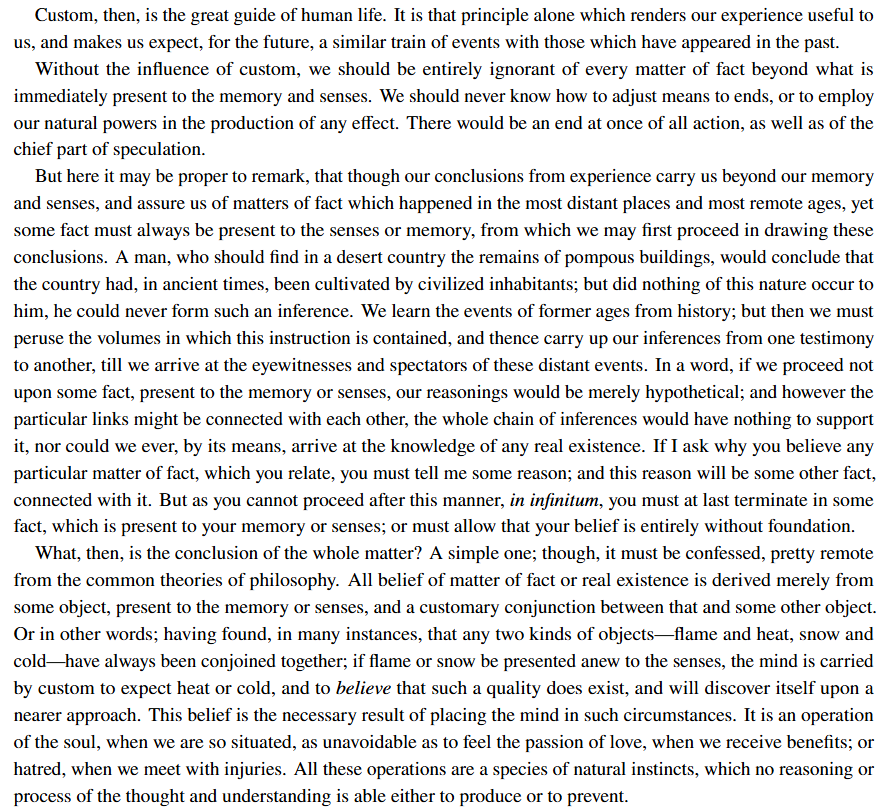 Custom, then, is the great guide of human life. It is that principle alone which renders our experience useful to
us, and makes us expect, for the future, a similar train of events with those which have appeared in the past.
Without the influence of custom, we should be entirely ignorant of every matter of fact beyond what is
immediately present to the memory and senses. We should never know how to adjust means to ends, or to employ
our natural powers in the production of any effect. There would be an end at once of all action, as well as of the
chief part of speculation.
But here it may be proper to remark, that though our conclusions from experience carry us beyond our memory
and senses, and assure us of matters of fact which happened in the most distant places and most remote ages, yet
some fact must always be present to the senses or memory, from which we may first proceed in drawing these
conclusions. A man, who should find in a desert country the remains of pompous buildings, would conclude that
the country had, in ancient times, been cultivated by civilized inhabitants; but did nothing of this nature occur to
him, he could never form such an inference. We learn the events of former ages from history; but then we must
peruse the volumes in which this instruction is contained, and thence carry up our inferences from one testimony
to another, till we arrive at the eyewitnesses and spectators of these distant events. In a word, if we proceed not
upon some fact, present to the memory or senses, our reasonings would be merely hypothetical; and however the
particular links might be connected with each other, the whole chain of inferences would have nothing to support
it, nor could we ever, by its means, arrive at the knowledge of any real existence. If I ask why you believe any
particular matter of fact, which you relate, you must tell me some reason; and this reason will be some other fact,
connected with it. But as you cannot proceed after this manner, in infinitum, you must at last terminate in some
fact, which is present to your memory or senses; or must allow that your belief is entirely without foundation.
What, then, is the conclusion of the whole matter? A simple one; though, it must be confessed, pretty remote
from the common theories of philosophy. All belief of matter of fact or real existence is derived merely from
some object, present to the memory or senses, and a customary conjunction between that and some other object.
Or in other words; having found, in many instances, that any two kinds of objects—flame and heat, snow and
cold—have always been conjoined together; if flame or snow be presented anew to the senses, the mind is carried
by custom to expect heat or cold, and to believe that such a quality does exist, and will discover itself upon a
nearer approach. This belief is the necessary result of placing the mind in such circumstances. It is an operation
of the soul, when we are so situated, as unavoidable as to feel the passion of love, when we receive benefits; or
hatred, when we meet with injuries. All these operations are a species of natural instincts, which no reasoning or
process of the thought and understanding is able either to produce or to prevent.